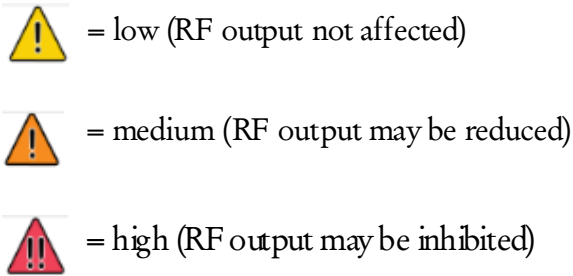 ! = low (RF output not affected)
! = medium (RF output may be reduced)
!! = high (RF output may be inhibited)